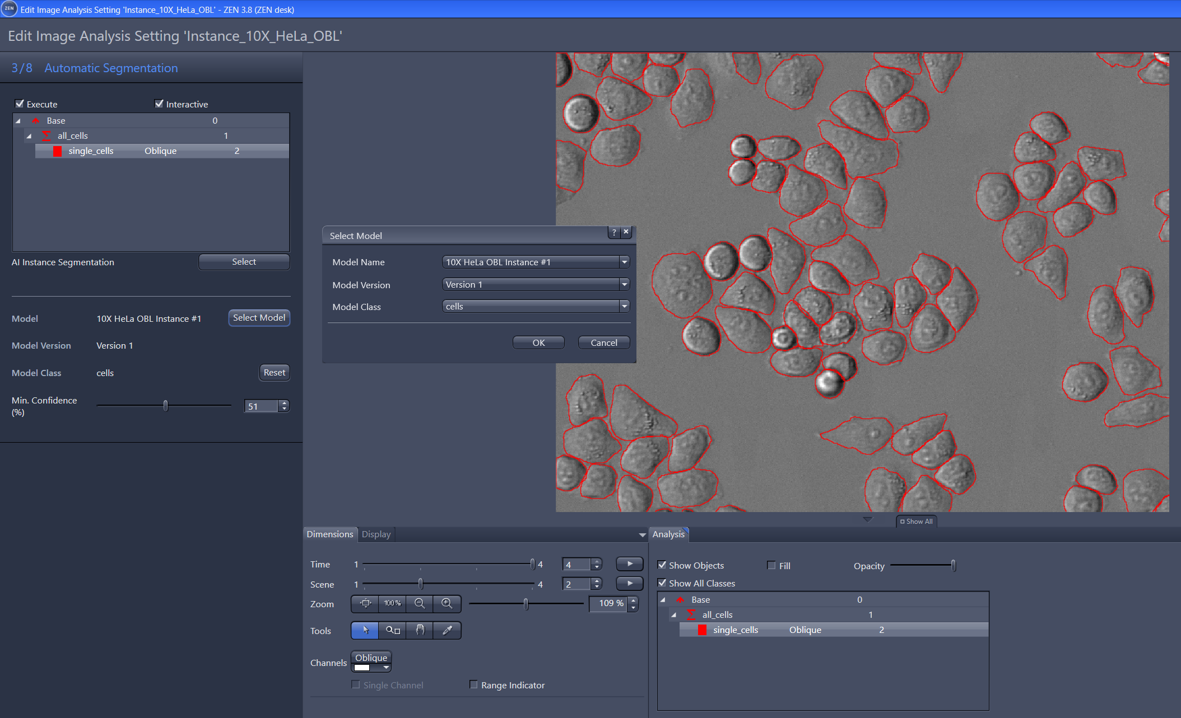 ZEN Edit Image Analysis Setting 'Instance_10X_HeLa_OBL' - ZEN 3.8 (ZEN desk)
Edit Image Analysis Setting 'Instance_10X_HeLa_OBL'
3/8 Automatic Segmentation
Execute Interactive
Base 0
all_cells 1
single_cells Oblique 2
AI Instance Segmentation Select
Model 10X HeLa OBL Instance #1 Select Model
Model Version Version 1
Model Class cells Reset
Min. Confidence
(%)
51
Select Model ?
Model Name 10X HeLa OBL Instance #1
Model Version Version 1
Model Class cells
OK Cancel
Show All
Dimensions Display
Time 1 4 4
Scene 1 4 2
Zoom 100% 109 %
Tools
Channels Oblique
Single Channel Range Indicator
Analysis
Show Objects Fill Opacity
Show All Classes
Base 0
all_cells 1
single_cells Oblique 2